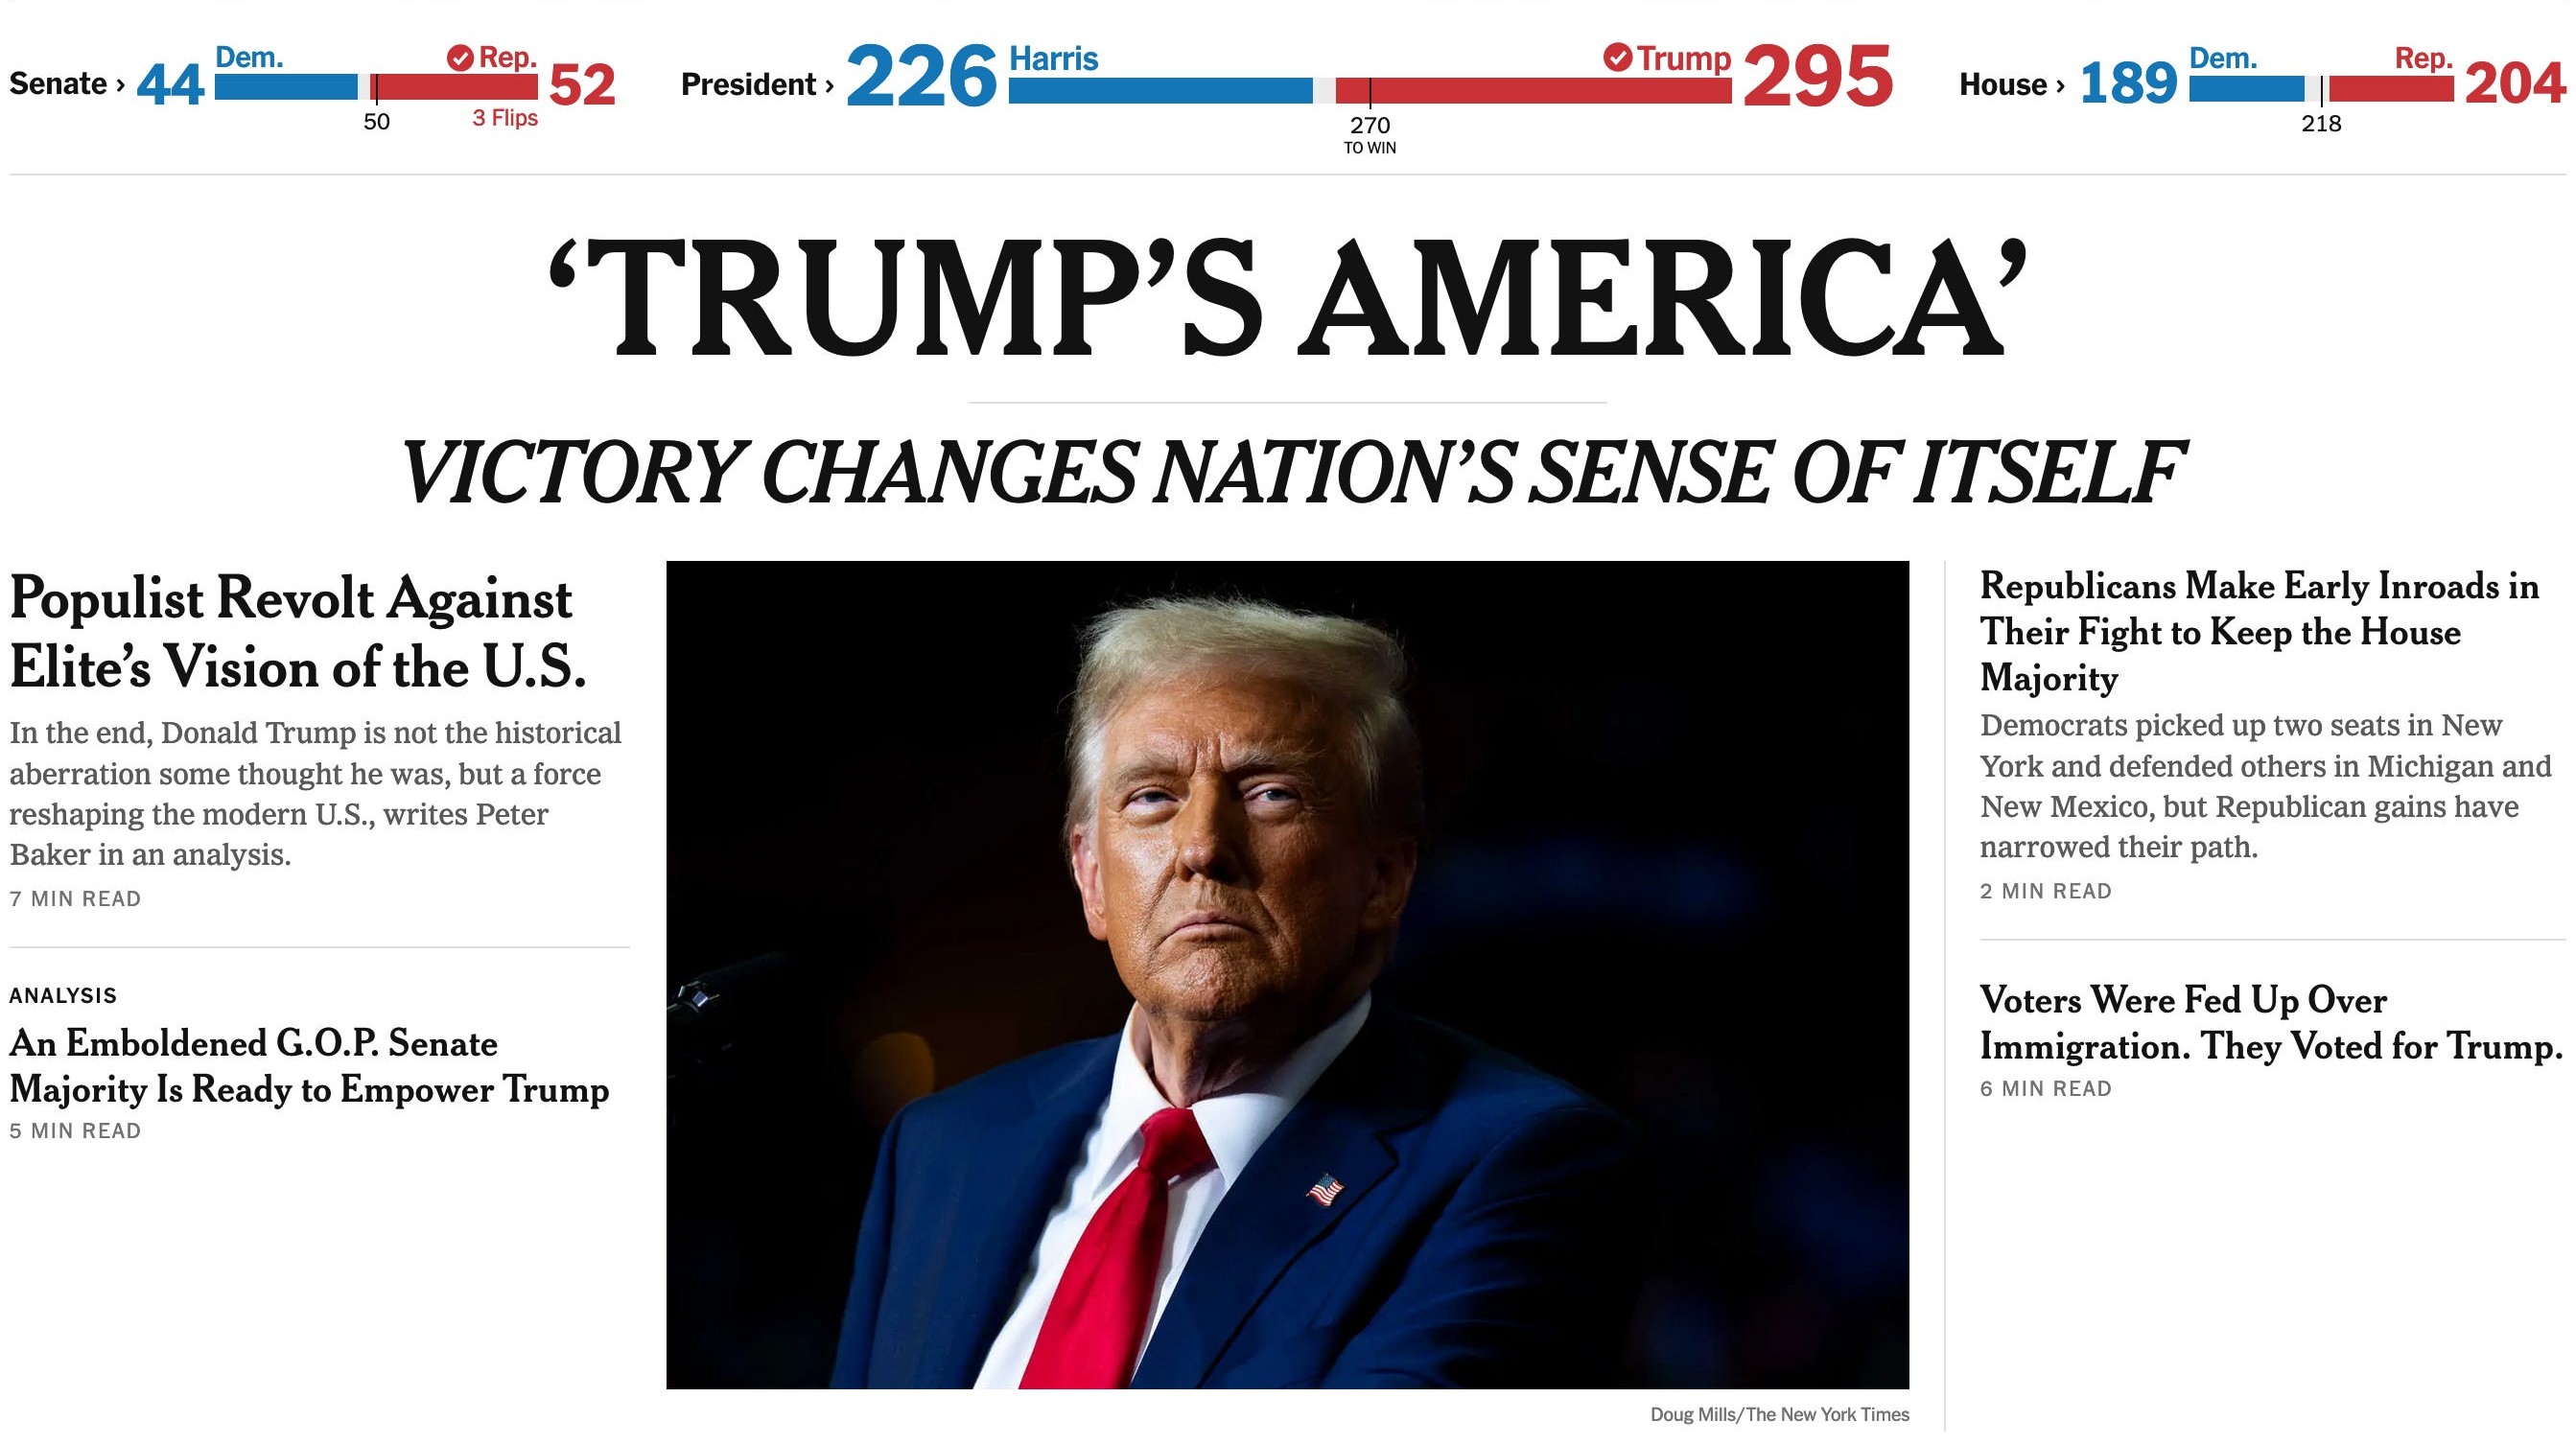 Senate › 44 Dem. Rep. 52
50 3 Flips
President › 226 Harris Trump 295
270
TO WIN
House › 189 Dem. Rep. 204
218
‘TRUMP’S AMERICA’
VICTORY CHANGES NATION’S SENSE OF ITSELF
Populist Revolt Against
Elite’s Vision of the U.S.
In the end, Donald Trump is not the historical
aberration some thought he was, but a force
reshaping the modern U.S., writes Peter
Baker in an analysis.
7 MIN READ
ANALYSIS
An Emboldened G.O.P. Senate
Majority Is Ready to Empower Trump
5 MIN READ
Doug Mills/The New York Times
Republicans Make Early Inroads in
Their Fight to Keep the House
Majority
Democrats picked up two seats in New
York and defended others in Michigan and
New Mexico, but Republican gains have
narrowed their path.
2 MIN READ
Voters Were Fed Up Over
Immigration. They Voted for Trump.
6 MIN READ